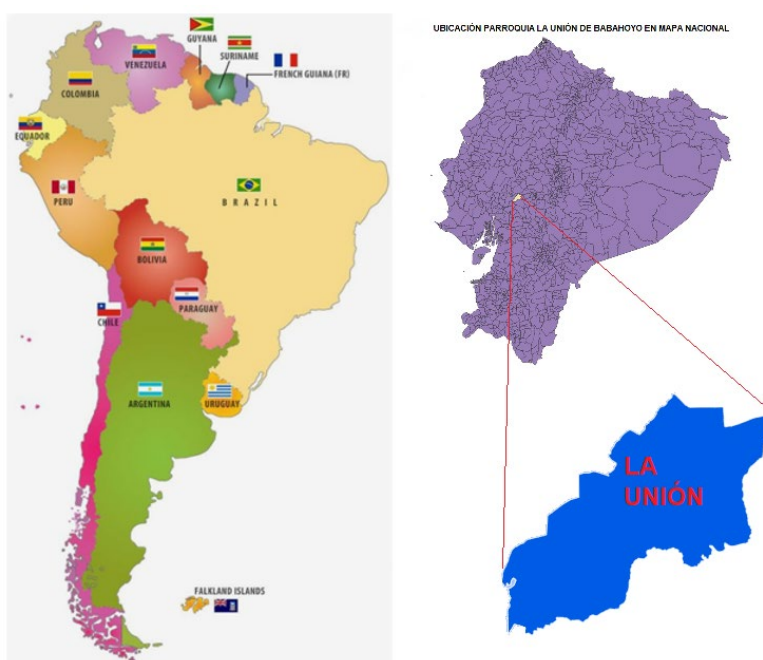 UBICACIÓN PARROQUIA LA UNIÓN DE BABAHOYO EN MAPA NACIONAL
GUYANA
SURINAME
VENEZUELA
FRENCH GUIANA (FR)
COLOMBIA
EQUADOR
PERU
BRAZIL
BOLIVIA
PARAGUAY
CHILE
ARGENTINA
URUGUAY
FALKLAND ISLANDS
LA
UNIÓN